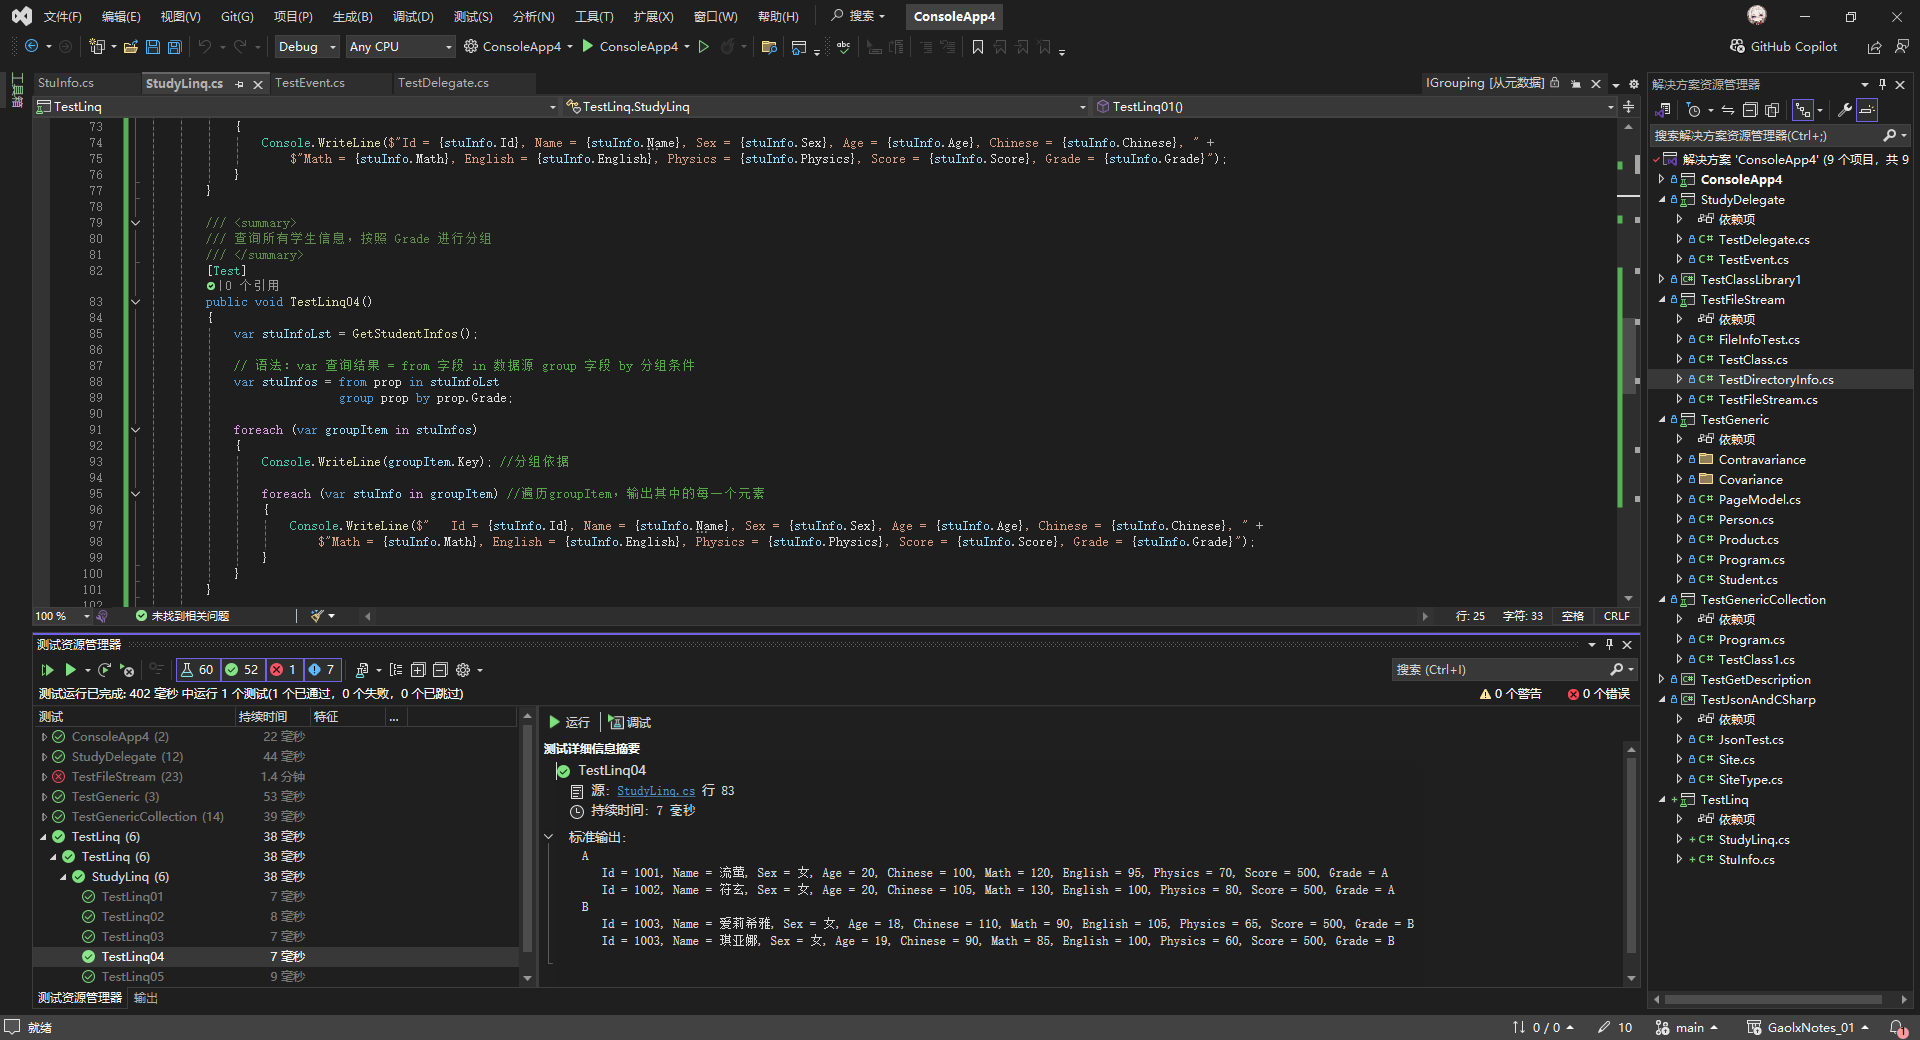 文件(F) 编辑(E) 视图(V) Git(G) 项目(P) 生成(B) 调试(D) 测试(S) 分析(N) 工具(T) 扩展(X) 窗口(W) 帮助(H) 搜索 ConsoleApp4
Debug Any CPU ConsoleApp4 ConsoleApp4 abc GitHub Copilot
工具箱
StuInfo.cs StudyLinq.cs TestEvent.cs TestDelegate.cs IGrouping [从元数据]
TestLinq TestLinq.StudyLinq TestLinq01()
73 {
74 Console.WriteLine($"Id = {stuInfo.Id}, Name = {stuInfo.Name}, Sex = {stuInfo.Sex}, Age = {stuInfo.Age}, Chinese = {stuInfo.Chinese}, " +
75 $"Math = {stuInfo.Math}, English = {stuInfo.English}, Physics = {stuInfo.Physics}, Score = {stuInfo.Score}, Grade = {stuInfo.Grade}");
76 }
77 }
78
79 /// <summary>
80 /// 查询所有学生信息，按照 Grade 进行分组
81 /// </summary>
82 [Test]
|0 个引用
83 public void TestLinq04()
84 {
85 var stuInfoLst = GetStudentInfos();
86
87 // 语法：var 查询结果 = from 字段 in 数据源 group 字段 by 分组条件
88 var stuInfos = from prop in stuInfoLst
89 group prop by prop.Grade;
90
91 foreach (var groupItem in stuInfos)
92 {
93 Console.WriteLine(groupItem.Key); //分组依据
94
95 foreach (var stuInfo in groupItem) //遍历groupItem，输出其中的每一个元素
96 {
97 Console.WriteLine($"   Id = {stuInfo.Id}, Name = {stuInfo.Name}, Sex = {stuInfo.Sex}, Age = {stuInfo.Age}, Chinese = {stuInfo.Chinese}, " +
98 $"Math = {stuInfo.Math}, English = {stuInfo.English}, Physics = {stuInfo.Physics}, Score = {stuInfo.Score}, Grade = {stuInfo.Grade}");
99 }
100 }
101 }
102
100 % 未找到相关问题 行: 25 字符: 33 空格 CRLF
测试资源管理器
60 52 1 7 搜索 (Ctrl+I)
测试运行已完成: 402 毫秒 中运行 1 个测试(1 个已通过，0 个失败，0 个已跳过) 0 个警告 0 个错误
测试 持续时间 特征 ...
ConsoleApp4 (2) 22 毫秒
StudyDelegate (12) 44 毫秒
TestFileStream (23) 1.4 分钟
TestGeneric (3) 53 毫秒
TestGenericCollection (14) 39 毫秒
TestLinq (6) 38 毫秒
TestLinq (6) 38 毫秒
StudyLinq (6) 38 毫秒
TestLinq01 7 毫秒
TestLinq02 8 毫秒
TestLinq03 7 毫秒
TestLinq04 7 毫秒
TestLinq05 9 毫秒
测试资源管理器 输出
运行 调试
测试详细信息摘要
TestLinq04
源: StudyLinq.cs 行 83
持续时间: 7 毫秒
标准输出:
A
Id = 1001, Name = 流萤, Sex = 女, Age = 20, Chinese = 100, Math = 120, English = 95, Physics = 70, Score = 500, Grade = A
Id = 1002, Name = 符玄, Sex = 女, Age = 20, Chinese = 105, Math = 130, English = 100, Physics = 80, Score = 500, Grade = A
B
Id = 1003, Name = 爱莉希雅, Sex = 女, Age = 18, Chinese = 110, Math = 90, English = 105, Physics = 65, Score = 500, Grade = B
Id = 1003, Name = 琪亚娜, Sex = 女, Age = 19, Chinese = 90, Math = 85, English = 100, Physics = 60, Score = 500, Grade = B
解决方案资源管理器
搜索解决方案资源管理器(Ctrl+;)
解决方案 'ConsoleApp4' (9 个项目，共 9
ConsoleApp4
StudyDelegate
依赖项
C# TestDelegate.cs
C# TestEvent.cs
TestClassLibrary1
TestFileStream
依赖项
C# FileInfoTest.cs
C# TestClass.cs
C# TestDirectoryInfo.cs
C# TestFileStream.cs
TestGeneric
依赖项
Contravariance
Covariance
C# PageModel.cs
C# Person.cs
C# Product.cs
C# Program.cs
C# Student.cs
TestGenericCollection
依赖项
C# Program.cs
C# TestClass1.cs
TestGetDescription
TestJsonAndCSharp
依赖项
C# JsonTest.cs
C# Site.cs
C# SiteType.cs
TestLinq
依赖项
C# StudyLinq.cs
C# StuInfo.cs
就绪 0 / 0 10 main GaolxNotes_01 1